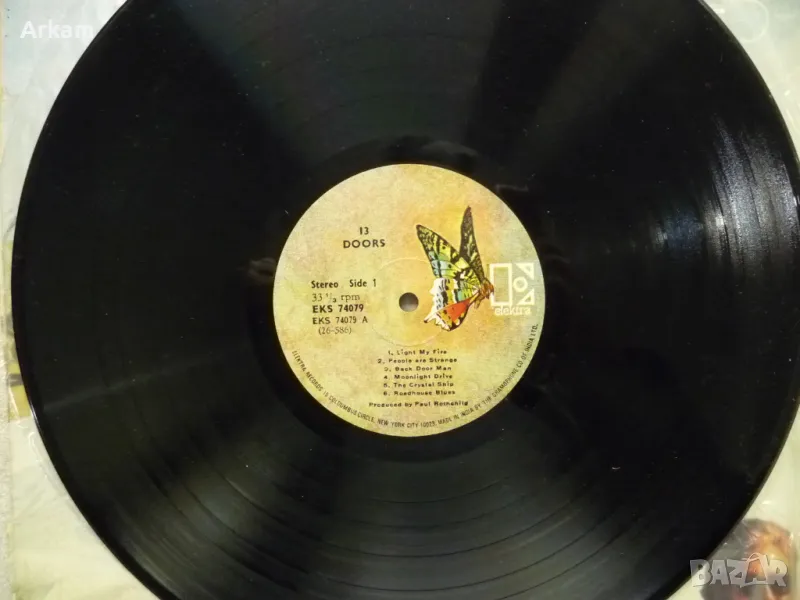 Arkam
13
DOORS
Stereo Side 1
33 1/3 rpm
EKS 74079
EKS 74079 A
(26-586)
elektra
1. Light My Fire
2. People are Strange
3. Back Door Man
4. Moonlight Drive
5. The Crystal Ship
6. Roadhouse Blues
Produced by Paul Rothchild
ELEKTRA RECORDS 15 COLOUMBUS CIRCLE, NEW YORK CITY 10023, MADE IN INDIA BY THE GRAMOPHONE CO OF INDIA LTD.
BAZAR